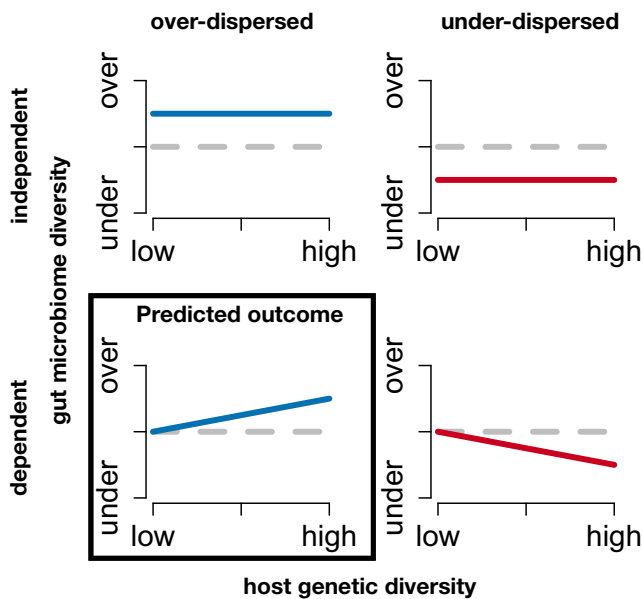 over-dispersed
under-dispersed
independent
dependent
gut microbiome diversity
over
under
low
high
over
under
low
high
Predicted outcome
over
under
low
high
over
under
low
high
host genetic diversity